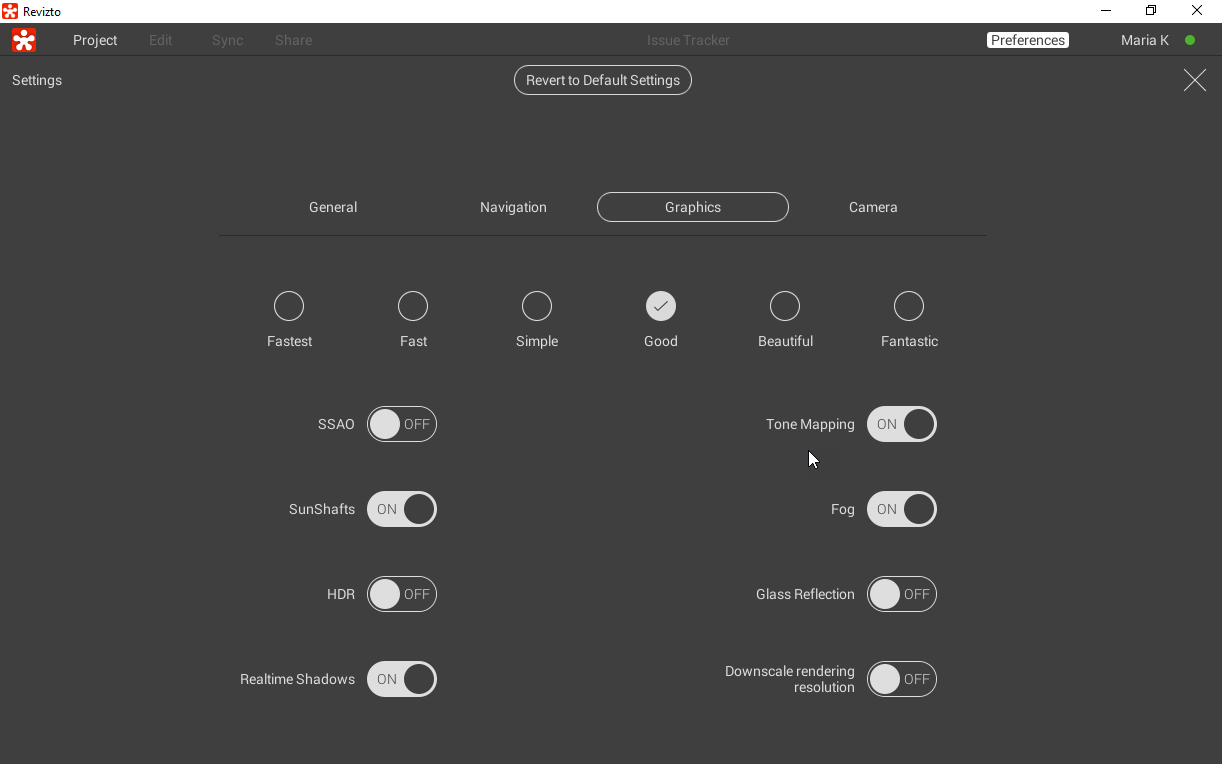 Revizto
Project Edit Sync Share Issue Tracker Preferences Maria K
Settings Revert to Default Settings
General Navigation Graphics Camera
Fastest Fast Simple Good Beautiful Fantastic
SSAO OFF Tone Mapping ON
SunShafts ON Fog ON
HDR OFF Glass Reflection OFF
Realtime Shadows ON Downscale rendering
resolution OFF